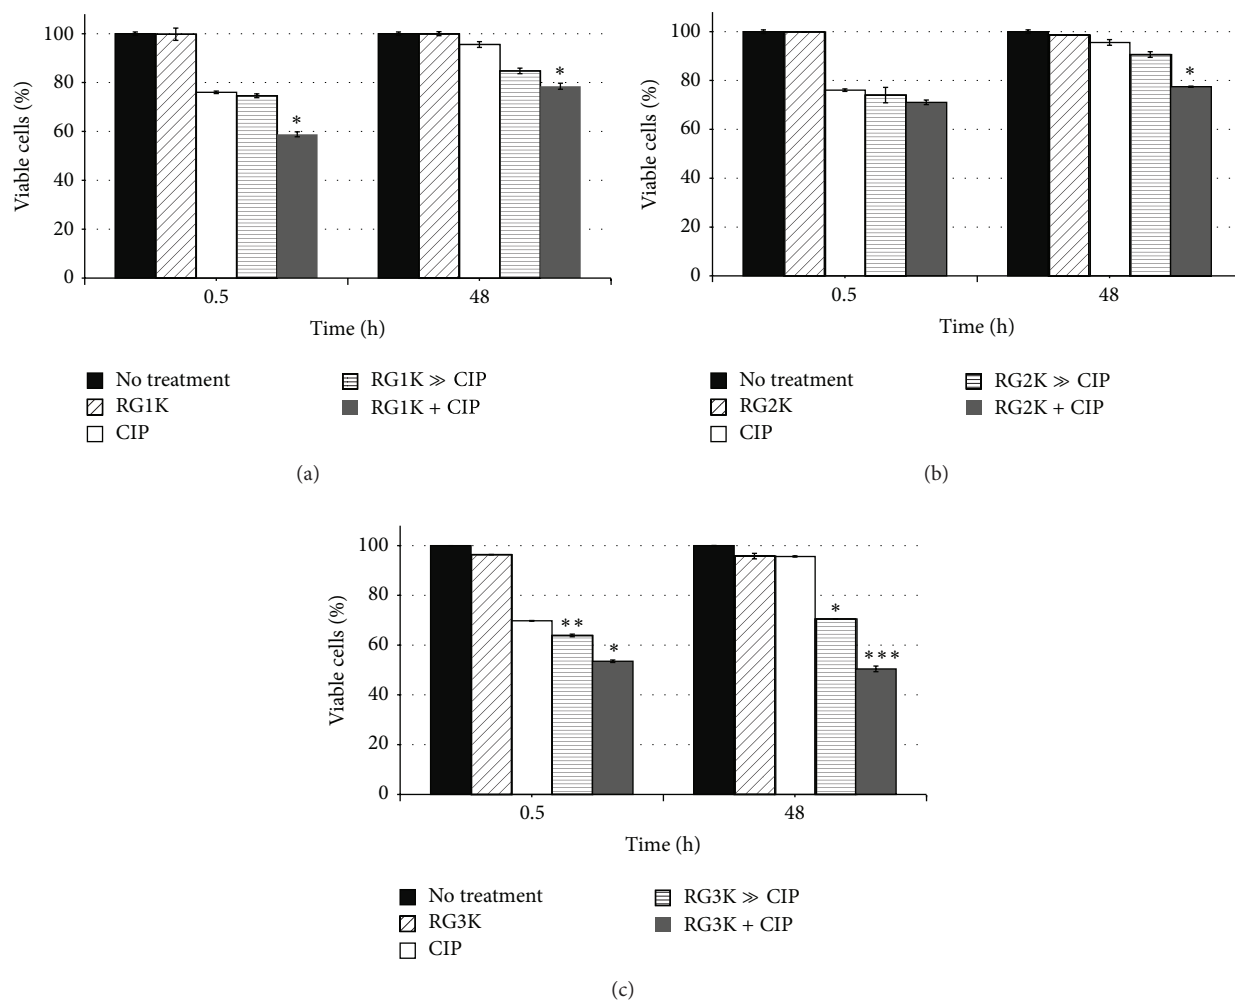 Viable cells (%)
100
80
60
40
20
0
*
*
0.5
48
Time (h)
No treatment
RG1K
CIP
RG1K ≫ CIP
RG1K + CIP
(a)
Viable cells (%)
100
80
60
40
20
0
*
0.5
48
Time (h)
No treatment
RG2K
CIP
RG2K ≫ CIP
RG2K + CIP
(b)
Viable cells (%)
100
80
60
40
20
0
**
*
*
***
0.5
48
Time (h)
No treatment
RG3K
CIP
RG3K ≫ CIP
RG3K + CIP
(c)